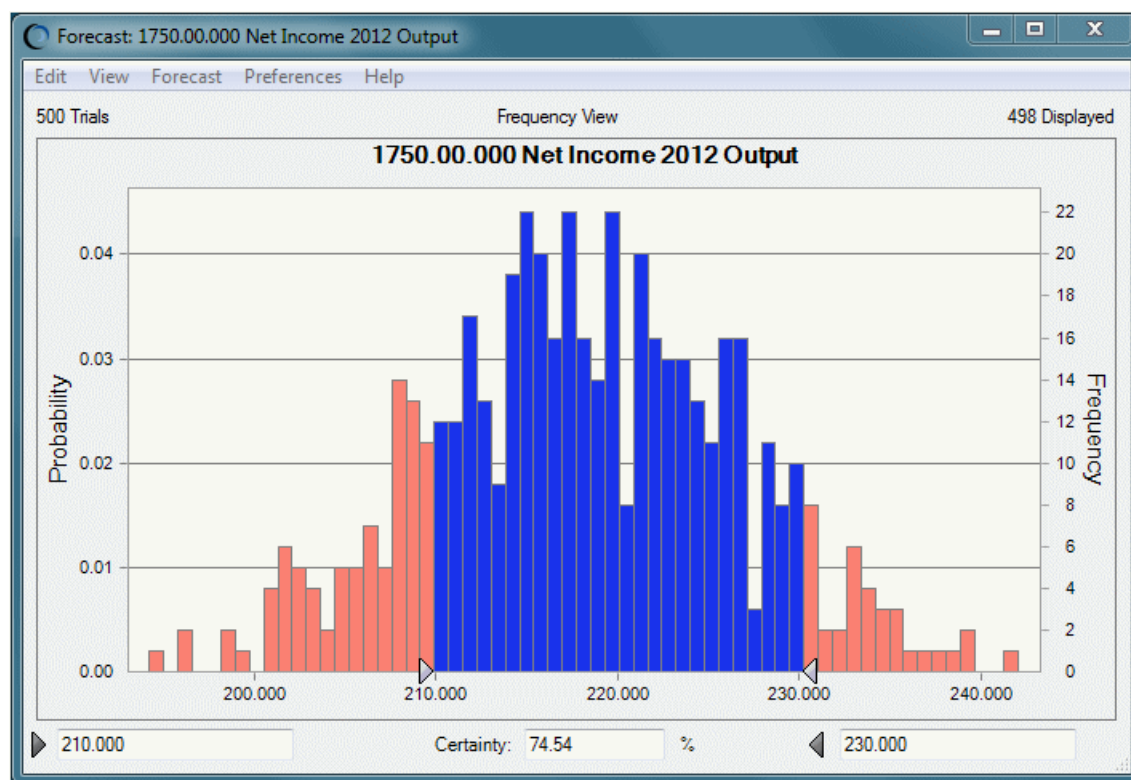 Forecast: 1750.00.000 Net Income 2012 Output
Edit View Forecast Preferences Help
500 Trials Frequency View 498 Displayed
1750.00.000 Net Income 2012 Output
22
0.04 20
18
0.03 16
14
12
0.02 10
8
6
0.01
4
2
0.00 0
Probability
Frequency
200.000 210.000 220.000 230.000 240.000
210.000 Certainty: 74.54 % 230.000